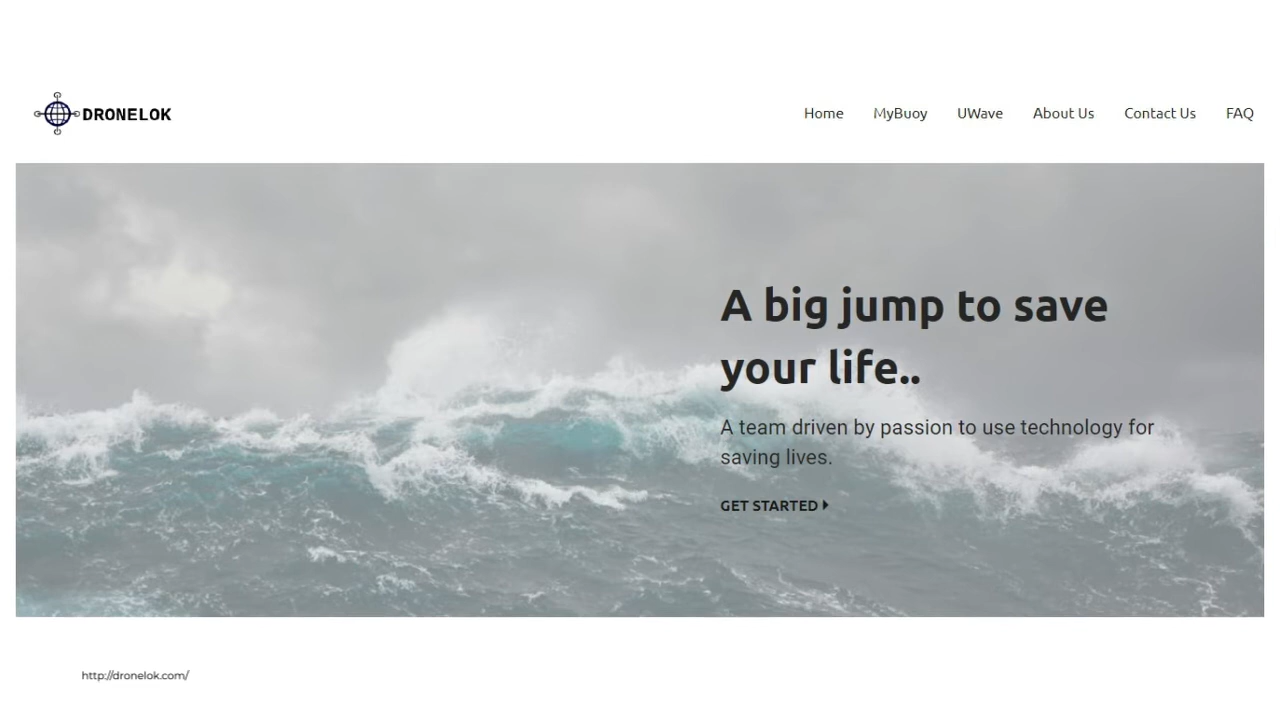 DRONELOK
Home MyBuoy UWave About Us Contact Us FAQ
A big jump to save
your life..
A team driven by passion to use technology for
saving lives.
GET STARTED
http://dronelok.com/